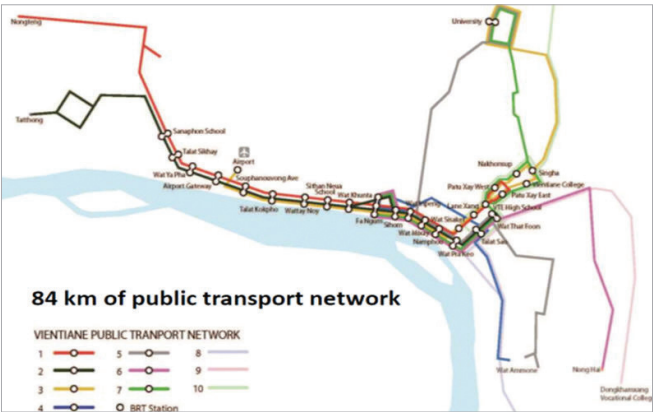 Nongteng
University
Tatthong
Sanaphon School
Talat Sikhay
Airport
Wat Ya Pha
Souphanouvong Ave
Airport Gateway
Sithan Neua
School
Wat Khunta
Talat Kokpho
Wattay Noy
Fa Ngum
Sihom
Nakhonsup
Singha
Patu Xay West
Vientiane College
Patu Xay East
Lane Xang
VTE High School
Wat That Foon
Wat Sisaket
Wat Mixay
Namphou
Talat Sao
Wat Pra Keo
84 km of public transport network
VIENTIANE PUBLIC TRANPORT NETWORK
1 5 8
2 6 9
3 7 10
4 BRT Station
Wat Ammone
Nong Hai
Dongkhamxang
Vocational College